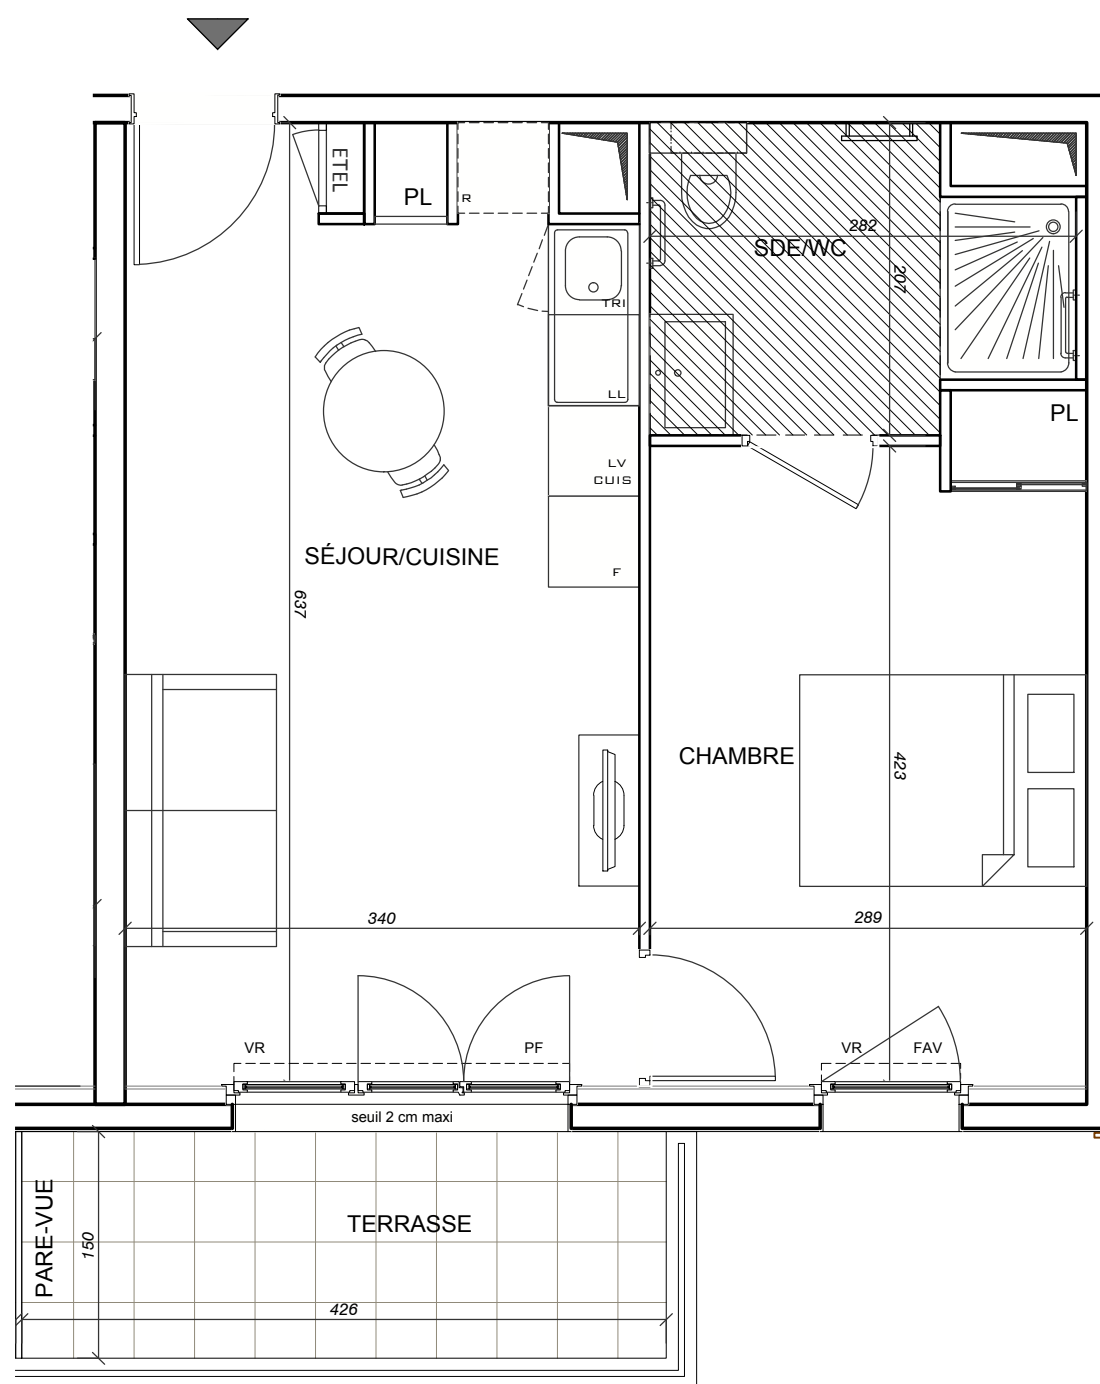 ETEL
PL
R
282
SDE/WC
207
TRI
LL
PL
LV
CUIS
SÉJOUR/CUISINE
F
637
CHAMBRE
423
340
289
VR
PF
VR
FAV
seuil 2 cm maxi
PARE-VUE
150
TERRASSE
426